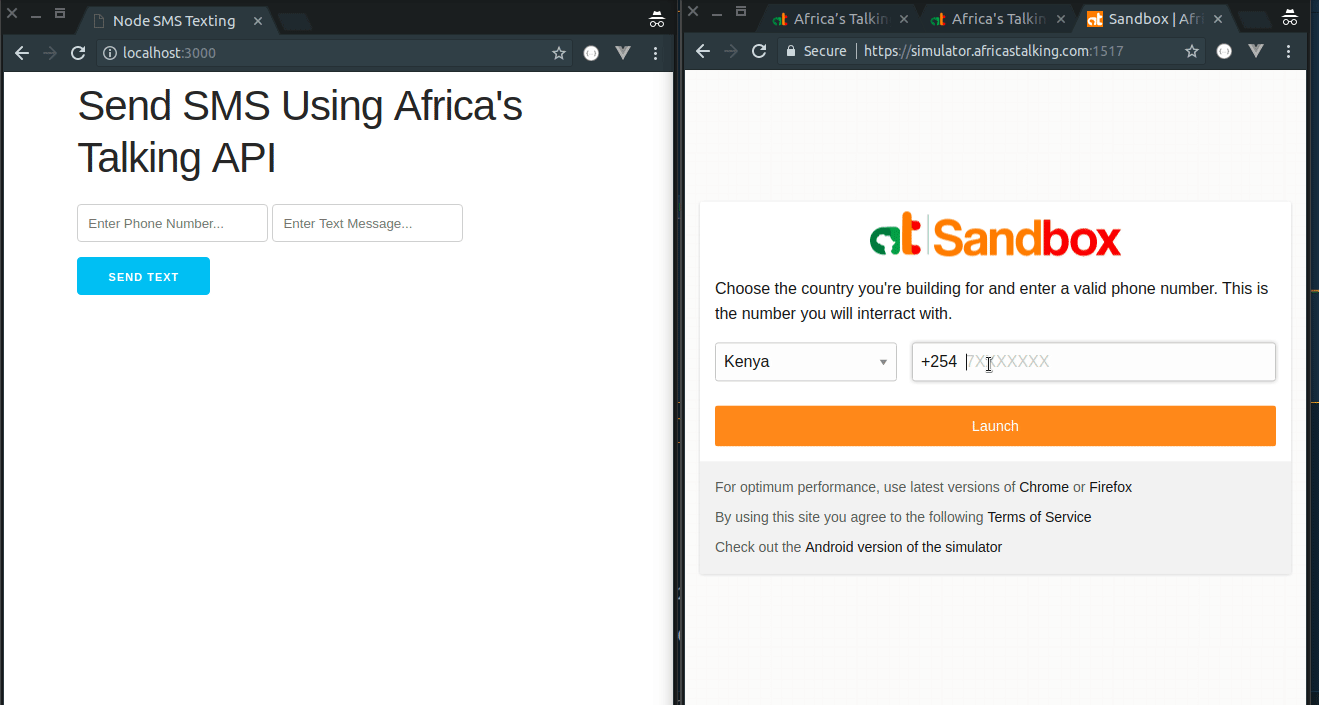 Node SMS Texting
localhost:3000
Send SMS Using Africa's
Talking API
Enter Phone Number...
Enter Text Message...
SEND TEXT
Africa's Talkin
Africa's Talkin
Sandbox | Afri
Secure
https://simulator.africastalking.com:1517
at Sandbox
Choose the country you're building for and enter a valid phone number. This is
the number you will interract with.
Kenya
+254 7XXXXXXX
Launch
For optimum performance, use latest versions of Chrome or Firefox
By using this site you agree to the following Terms of Service
Check out the Android version of the simulator